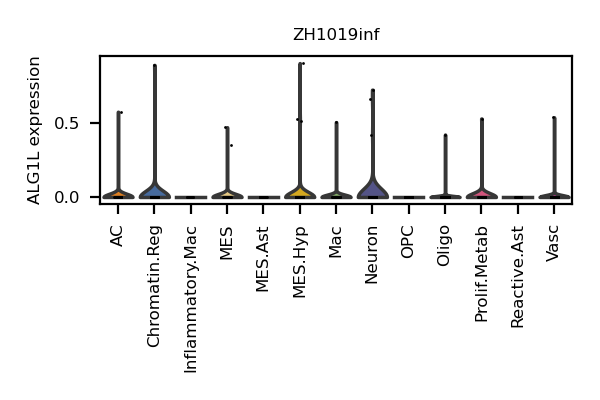 ZH1019inf
ALG1L expression
0.5
0.0
AC
Chromatin.Reg
Inflammatory.Mac
MES
MES.Ast
MES.Hyp
Mac
Neuron
OPC
Oligo
Prolif.Metab
Reactive.Ast
Vasc